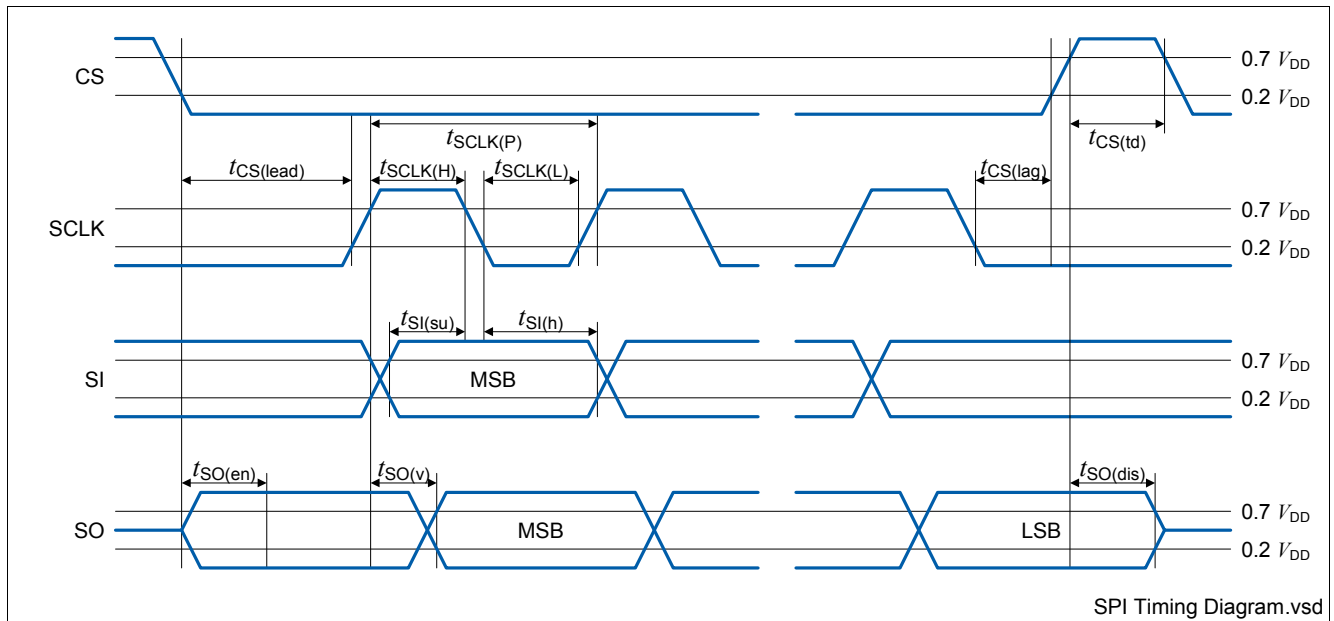 CS
0.7 VDD
0.2 VDD
tSCLK(P)
tCS(td)
tCS(lead)
tSCLK(H)
tSCLK(L)
tCS(lag)
SCLK
0.7 VDD
0.2 VDD
tSI(su)
tSI(h)
SI
MSB
0.7 VDD
0.2 VDD
tSO(en)
tSO(v)
tSO(dis)
SO
MSB
LSB
0.7 VDD
0.2 VDD
SPI Timing Diagram.vsd